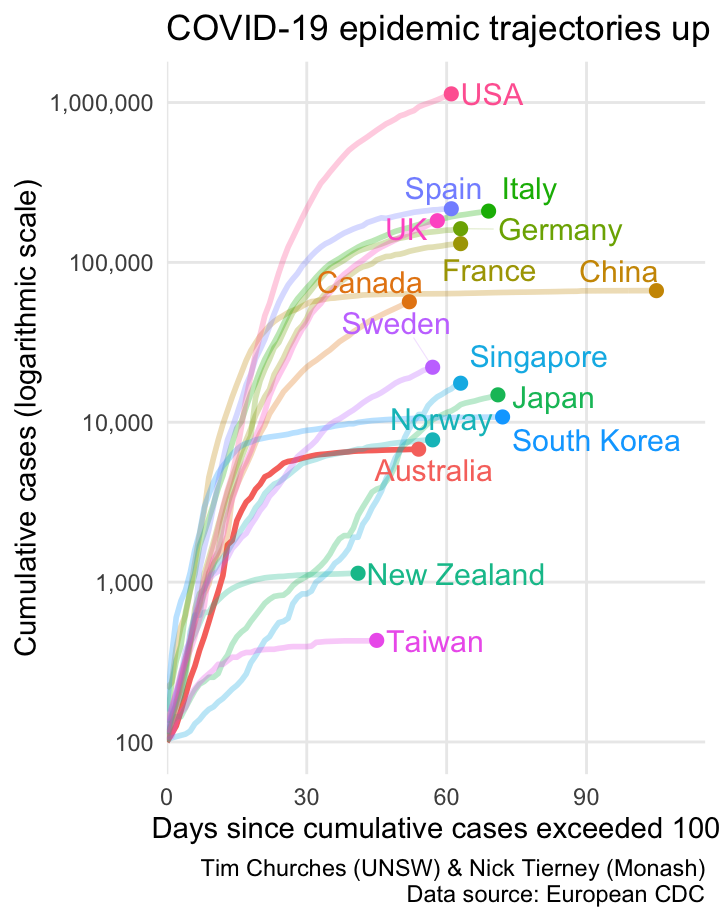 COVID-19 epidemic trajectories up
Cumulative cases (logarithmic scale)
1,000,000
100,000
10,000
1,000
100
USA
Spain
Italy
UK
Germany
France
China
Canada
Sweden
Singapore
Japan
Norway
South Korea
Australia
New Zealand
Taiwan
0 30 60 90
Days since cumulative cases exceeded 100
Tim Churches (UNSW) & Nick Tierney (Monash)
Data source: European CDC